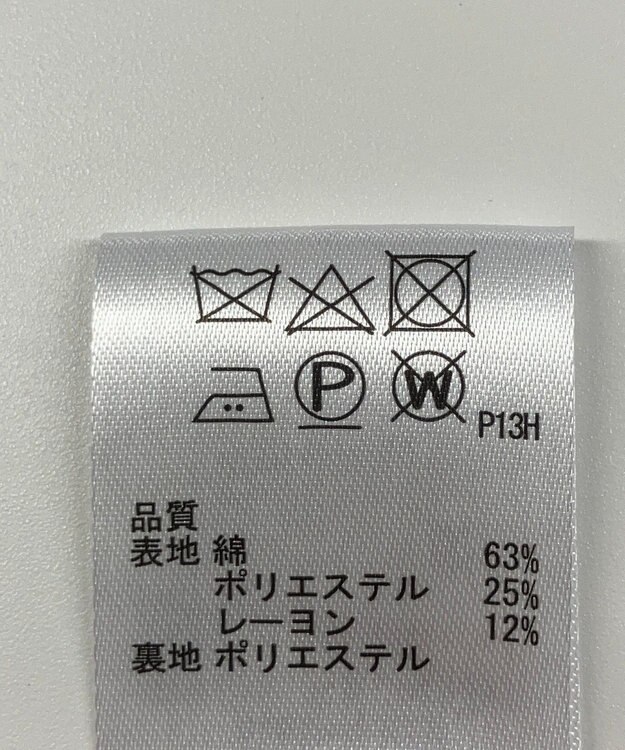 P W P13H
品質
表地 綿 63%
ポリエステル 25%
レーヨン 12%
裏地 ポリエステル